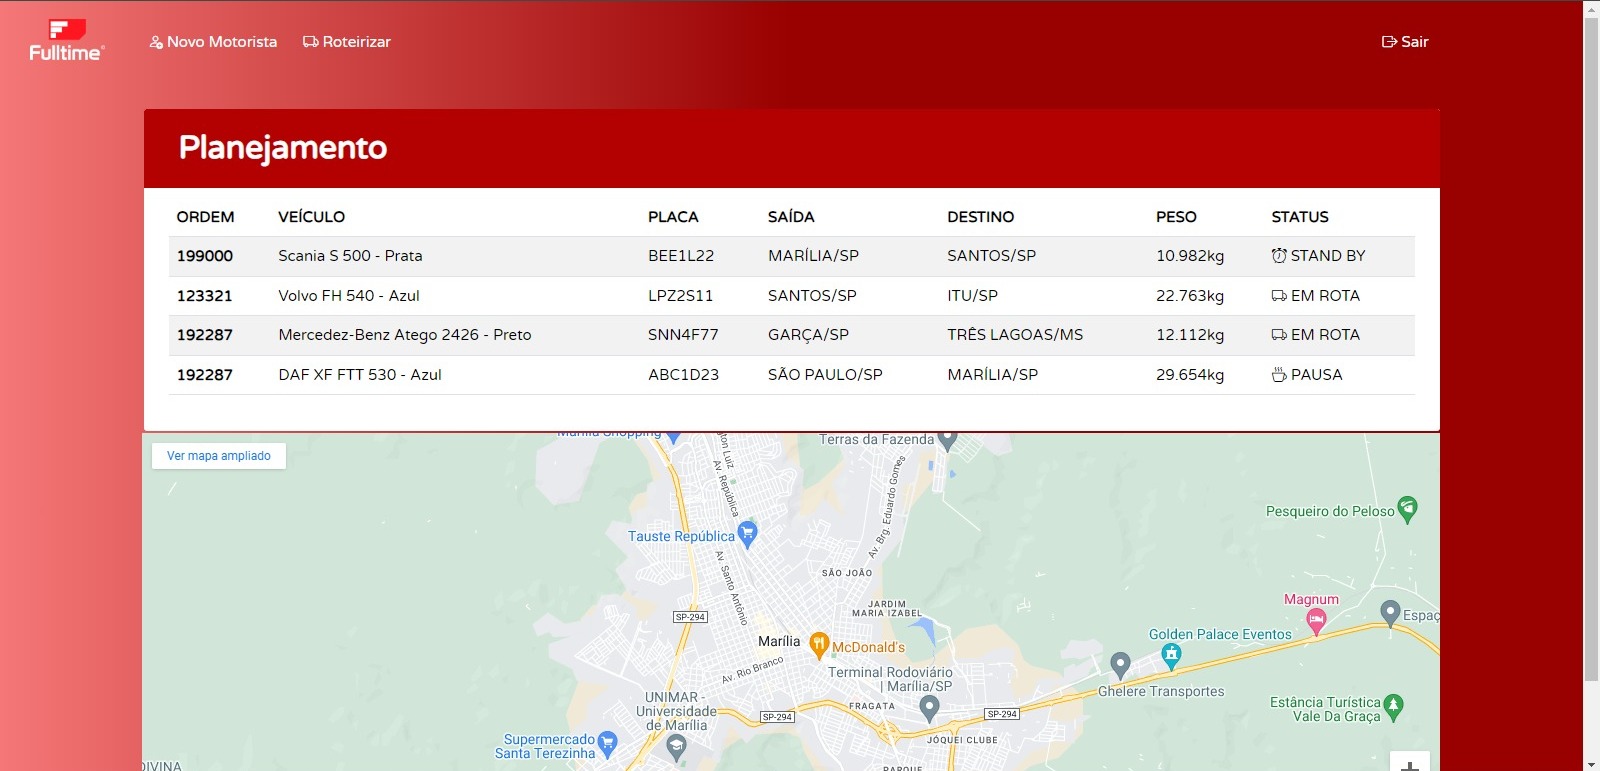 Fulltime
Novo Motorista Roteirizar Sair
Planejamento
ORDEM VEÍCULO PLACA SAÍDA DESTINO PESO STATUS
199000 Scania S 500 - Prata BEE1L22 MARÍLIA/SP SANTOS/SP 10.982kg STAND BY
123321 Volvo FH 540 - Azul LPZ2S11 SANTOS/SP ITU/SP 22.763kg EM ROTA
192287 Mercedez-Benz Atego 2426 - Preto SNN4F77 GARÇA/SP TRÊS LAGOAS/MS 12.112kg EM ROTA
192287 DAF XF FTT 530 - Azul ABC1D23 SÃO PAULO/SP MARÍLIA/SP 29.654kg PAUSA
Marília Shopping
Terras da Fazenda
Ver mapa ampliado
Av. República
Av. Brg. Eduardo Gomes
Pesqueiro do Peloso
Tauste República
Av. Santo Antônio
SÃO JOÃO
JARDIM
MARIA IZABEL
Magnum
SP-294
Espaç
Golden Palace Eventos
Marília
McDonald's
Av. Rio Branco
Terminal Rodoviário
| Marília/SP
Ghelere Transportes
UNIMAR -
Universidade
de Marília
FRAGATA
SP-294
SP-294
Estância Turística
Vale Da Graça
Supermercado
Santa Terezinha
JÓQUEI CLUBE
DIVINA
PARQUE